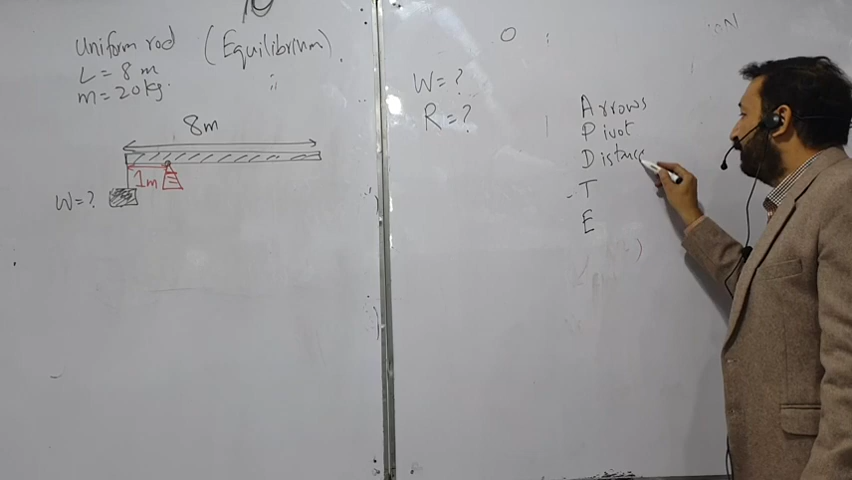 Uniform rod (Equilibrium).
L = 8 m
m = 20 kg.
8m
1m
W = ?
W = ?
R = ?
Arrows
Pivot
Distance
T
E